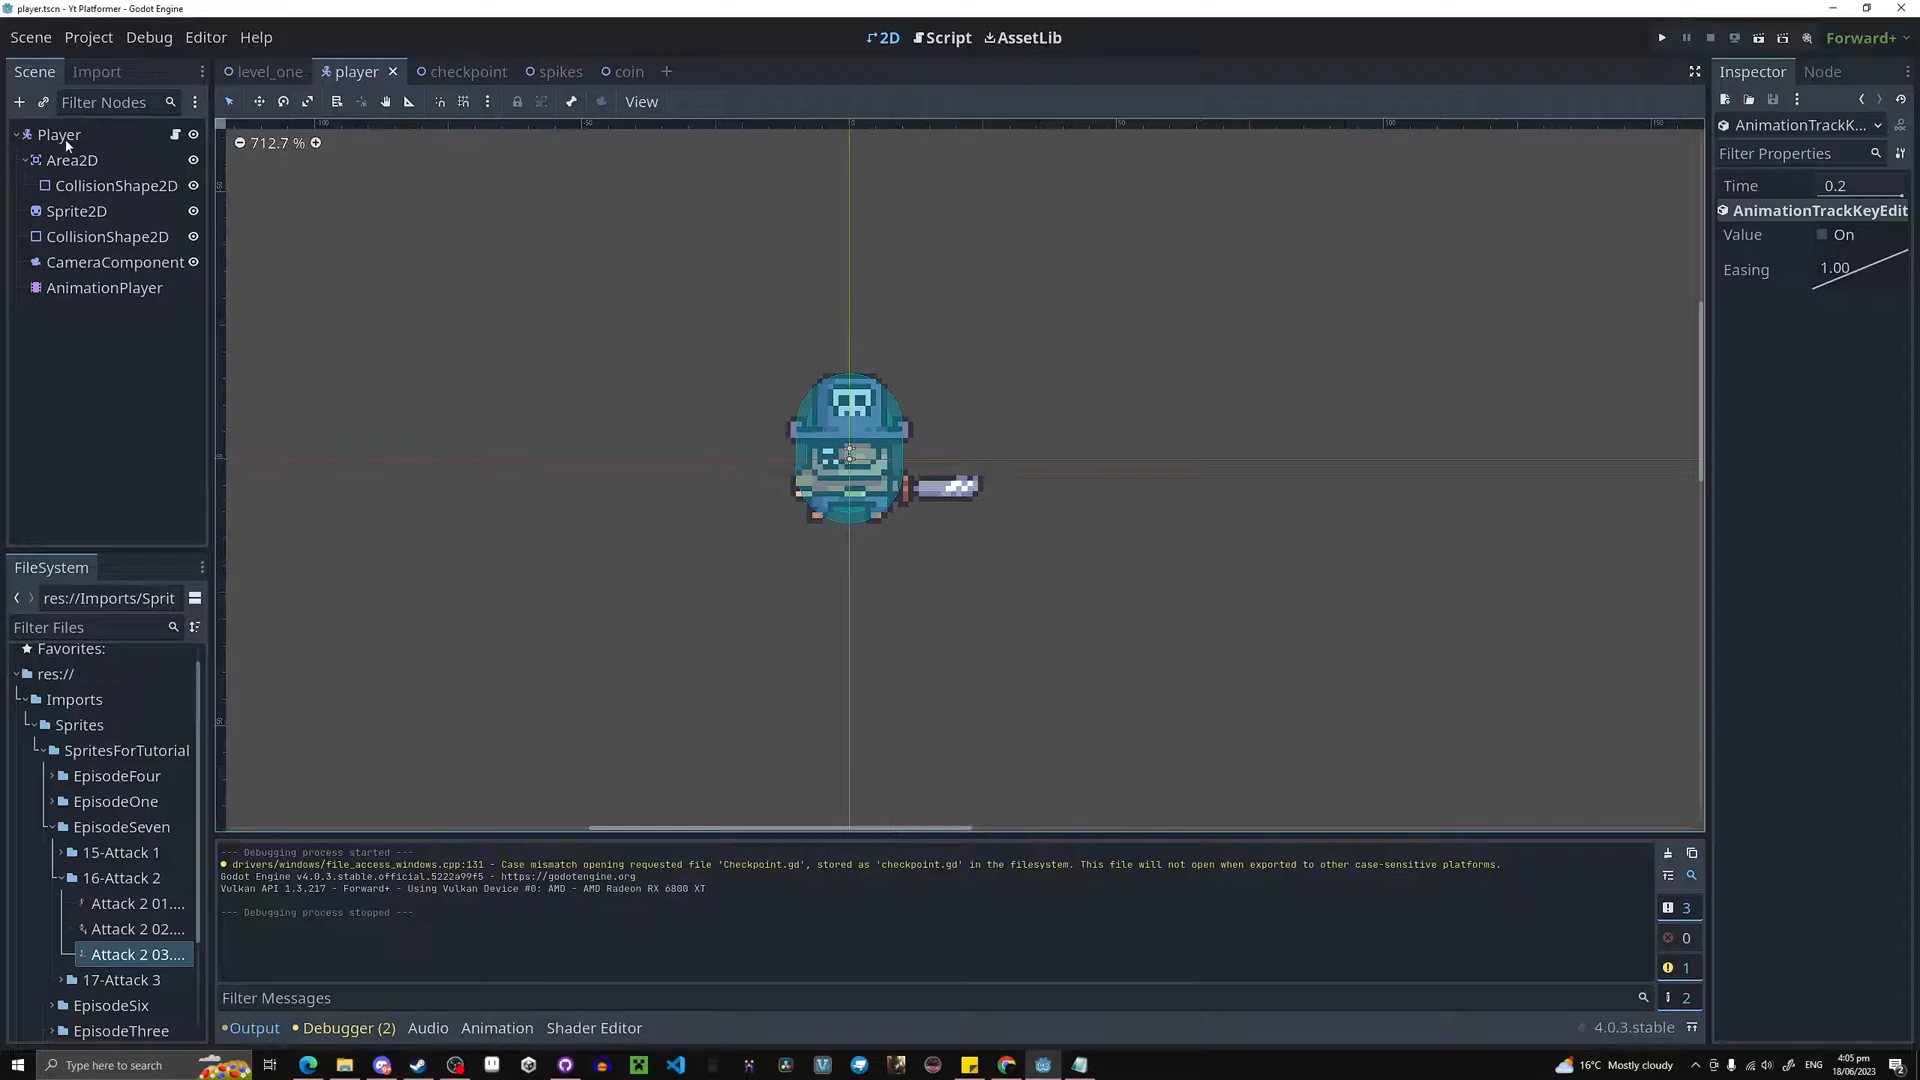 player.tscn - Yt Platformer - Godot Engine
Scene Project Debug Editor Help
2D Script AssetLib
Forward+
Scene Import
level_one player checkpoint spikes coin
Inspector Node
Filter Nodes
View
AnimationTrackK...
Player
712.7 %
Filter Properties
Area2D
CollisionShape2D
Time 0.2
Sprite2D
AnimationTrackKeyEdit
CollisionShape2D
Value On
CameraComponent
Easing 1.00
AnimationPlayer
FileSystem
res://Imports/Sprit
Filter Files
Favorites:
res://
Imports
Sprites
SpritesForTutorial
EpisodeFour
EpisodeOne
EpisodeSeven
15-Attack 1
16-Attack 2
Attack 2 01....
Attack 2 02....
Attack 2 03....
17-Attack 3
EpisodeSix
EpisodeThree
--- Debugging process started ---
drivers/windows/file_access_windows.cpp:131 - Case mismatch opening requested file 'Checkpoint.gd', stored as 'checkpoint.gd' in the filesystem. This file will not open when exported to other case-sensitive platforms.
Godot Engine v4.0.3.stable.official.5222a99f5 - https://godotengine.org
Vulkan API 1.3.217 - Forward+ - Using Vulkan Device #0: AMD - AMD Radeon RX 6800 XT
--- Debugging process stopped ---
3
0
1
2
Filter Messages
Output Debugger (2) Audio Animation Shader Editor
4.0.3.stable
Type here to search
16°C Mostly cloudy
ENG
4:05 pm
18/06/2023